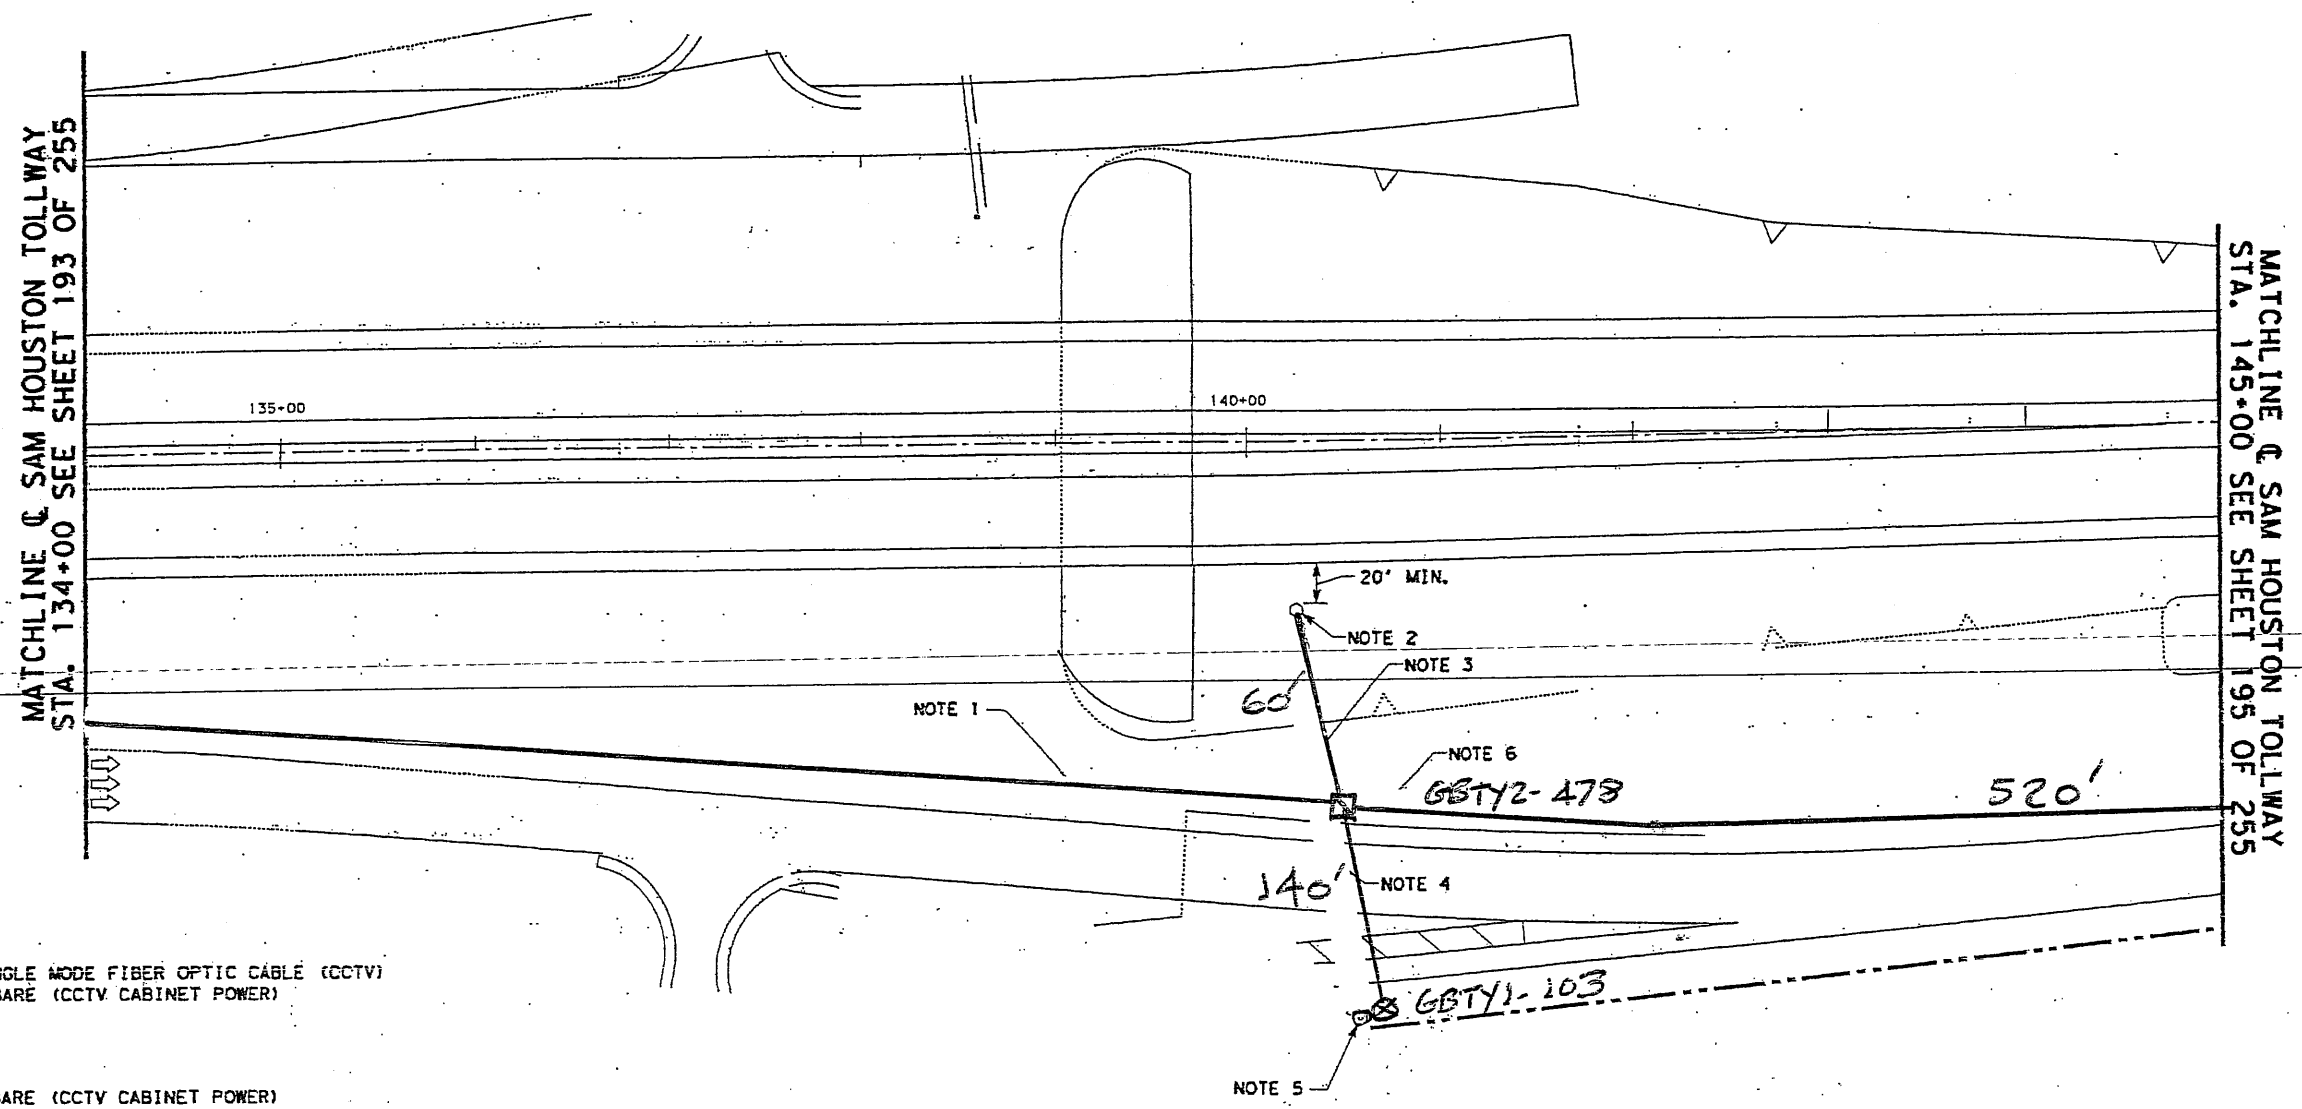 MATCHLINE ℄ SAM HOUSTON TOLLWAY
STA. 134+00 SEE SHEET 193 OF 255
135+00
140+00
MATCHLINE ℄ SAM HOUSTON TOLLWAY
STA. 145+00 SEE SHEET 195 OF 255
20' MIN.
NOTE 2
NOTE 3
60'
NOTE 1
NOTE 6
GBTY2-478
520'
140'
NOTE 4
GLE MODE FIBER OPTIC CABLE (CCTV)
BARE (CCTV CABINET POWER)
GBTY1-103
NOTE 5
ARE (CCTV CABINET POWER)